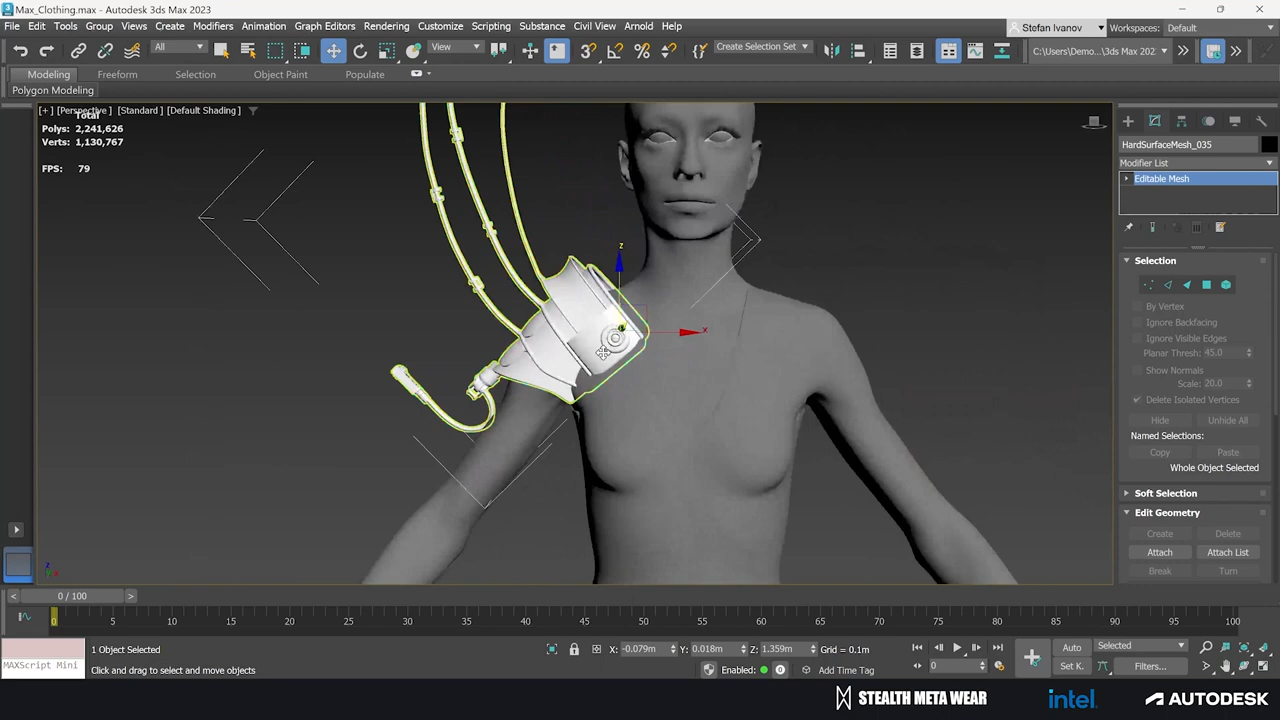 Max_Clothing.max - Autodesk 3ds Max 2023
File Edit Tools Group Views Create Modifiers Animation Graph Editors Rendering Customize Scripting Substance Civil View Arnold Help
Stefan Ivanov Workspaces: Default
All View Create Selection Set C:\Users\Demo...\3ds Max 202:
Modeling Freeform Selection Object Paint Populate
Polygon Modeling
[+] [Perspective] [Standard] [Default Shading]
Total
Polys: 2,241,626
Verts: 1,130,767
FPS: 79
z
x
z
x
HardSurfaceMesh_035
Modifier List
Editable Mesh
Selection
By Vertex
Ignore Backfacing
Ignore Visible Edges
Planar Thresh: 45.0
Show Normals
Scale: 20.0
Delete Isolated Vertices
Hide Unhide All
Named Selections:
Copy Paste
Whole Object Selected
Soft Selection
Edit Geometry
Create Delete
Attach Attach List
Break Turn
< 0 / 100 >
0 5 10 15 20 25 30 35 40 45 50 55 60 65 70 75 80 85 90 95 100
1 Object Selected X: -0.079m Y: 0.018m Z: 1.359m Grid = 0.1m Auto Selected
MAXScript Mini Click and drag to select and move objects Enabled: 0 Add Time Tag 0 Set K. Filters...
STEALTH META WEAR intel. AUTODESK